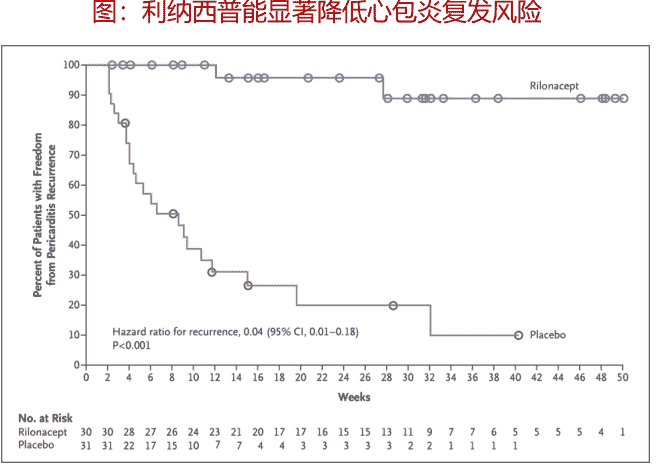 图：利纳西普能显著降低心包炎复发风险
Percent of Patients with Freedom
from Pericarditis Recurrence
100
90
80
70
60
50
40
30
20
10
0
Rilonacept
Placebo
Hazard ratio for recurrence, 0.04 (95% CI, 0.01–0.18)
P<0.001
0 2 4 6 8 10 12 14 16 18 20 22 24 26 28 30 32 34 36 38 40 42 44 46 48 50
Weeks
No. at Risk
Rilonacept 30 30 28 27 26 24 23 21 20 17 17 16 15 15 13 11 9 7 7 6 5 5 5 5 4 1
Placebo 31 31 22 17 15 10 7 7 4 4 3 3 3 3 3 2 2 1 1 1 1